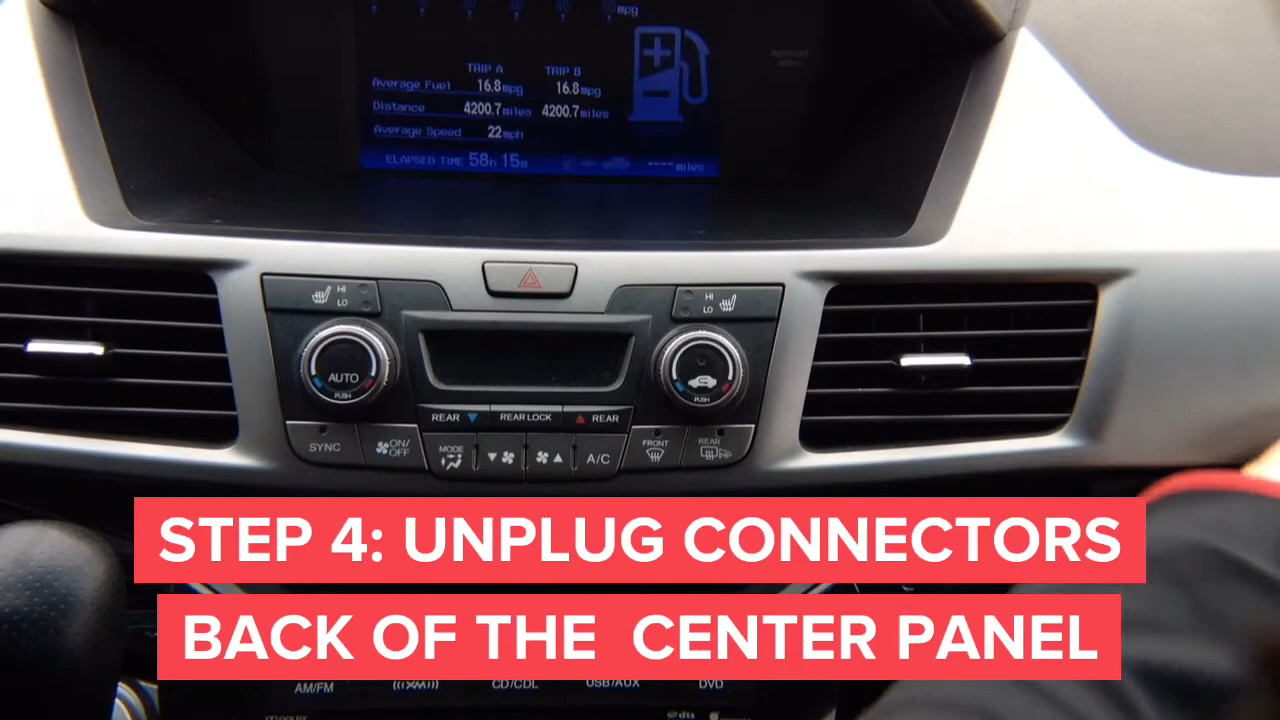 mpg
TRIP A TRIP B
Average Fuel 16.8mpg 16.8mpg
Distance 4200.7miles 4200.7miles
Average Speed 22mph
ELAPSED TIME 58h 15m ---- miles
HI
LO
HI
LO
AUTO
PUSH
PUSH
REAR REAR LOCK REAR
SYNC ON/OFF MODE A/C FRONT REAR
STEP 4: UNPLUG CONNECTORS
BACK OF THE CENTER PANEL
AM/FM ((XM)) CD/CDL USB/AUX DVD
dts